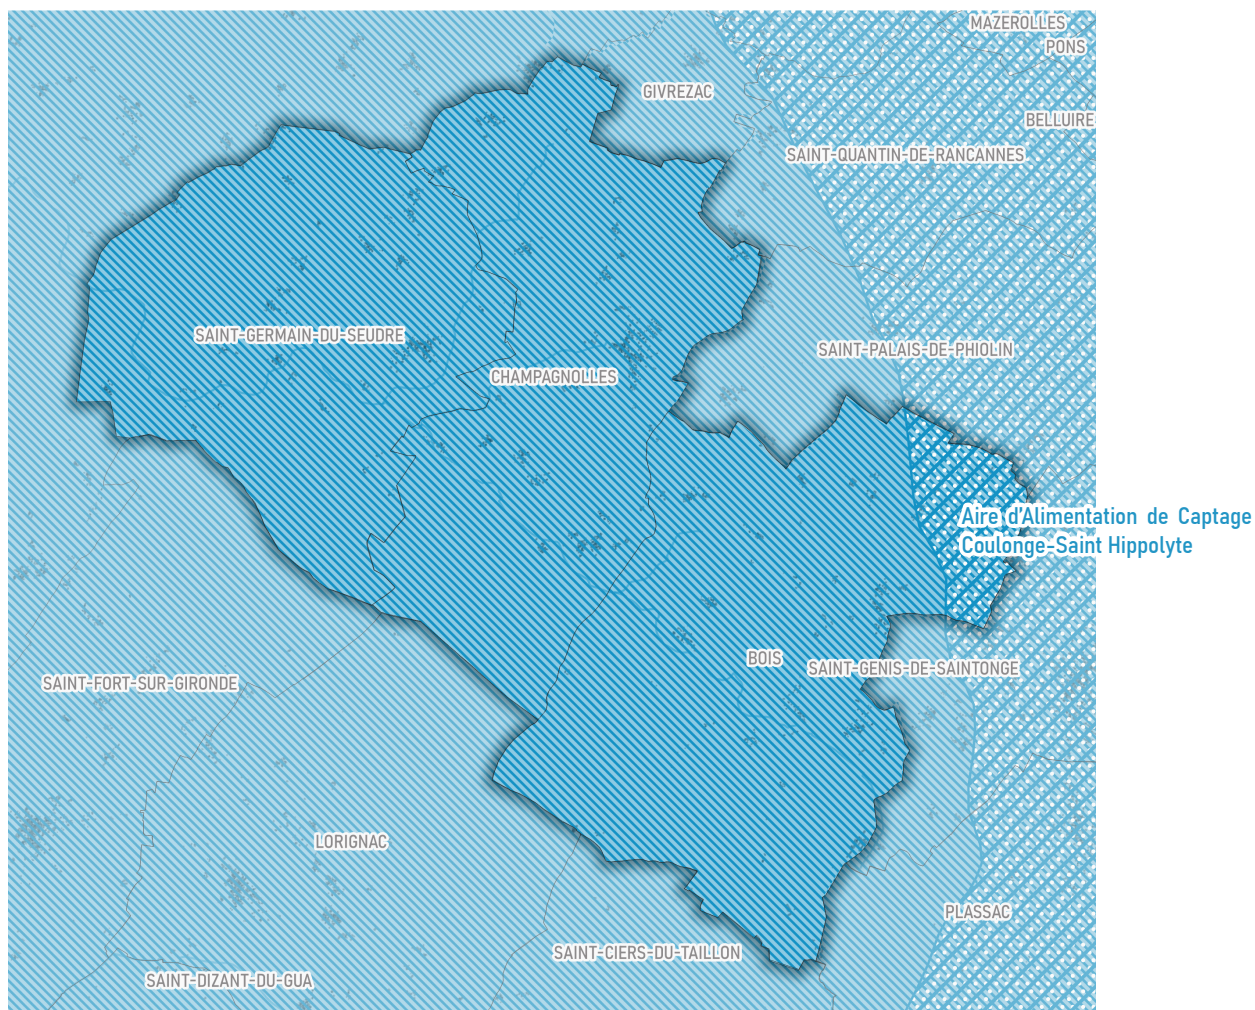 MAZEROLLES
PONS
GIVREZAC
BELLUIRE
SAINT-QUANTIN-DE-RANCANNES
SAINT-GERMAIN-DU-SEUDRE
SAINT-PALAIS-DE-PHIOLIN
CHAMPAGNOLLES
Aire d'Alimentation de Captage
Coulonge-Saint Hippolyte
BOIS
SAINT-GENIS-DE-SAINTONGE
SAINT-FORT-SUR-GIRONDE
LORIGNAC
PLASSAC
SAINT-CIERS-DU-TAILLON
SAINT-DIZANT-DU-GUA